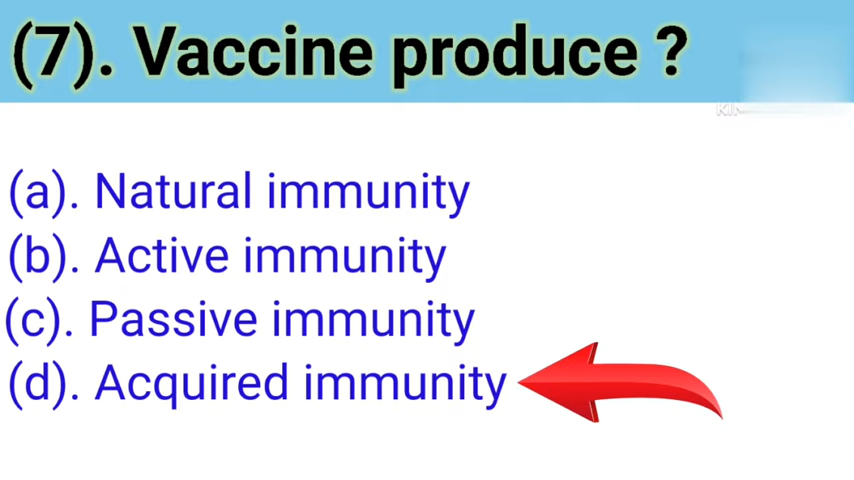 (7). Vaccine produce ?
(a). Natural immunity
(b). Active immunity
(c). Passive immunity
(d). Acquired immunity